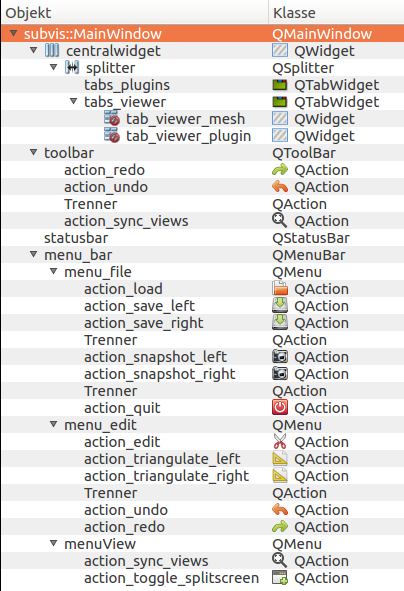 Objekt Klasse
subvis::MainWindow QMainWindow
centralwidget QWidget
splitter QSplitter
tabs_plugins QTabWidget
tabs_viewer QTabWidget
tab_viewer_mesh QWidget
tab_viewer_plugin QWidget
toolbar QToolBar
action_redo QAction
action_undo QAction
Trenner QAction
action_sync_views QAction
statusbar QStatusBar
menu_bar QMenuBar
menu_file QMenu
action_load QAction
action_save_left QAction
action_save_right QAction
Trenner QAction
action_snapshot_left QAction
action_snapshot_right QAction
Trenner QAction
action_quit QAction
menu_edit QMenu
action_edit QAction
action_triangulate_left QAction
action_triangulate_right QAction
Trenner QAction
action_undo QAction
action_redo QAction
menuView QMenu
action_sync_views QAction
action_toggle_splitscreen QAction